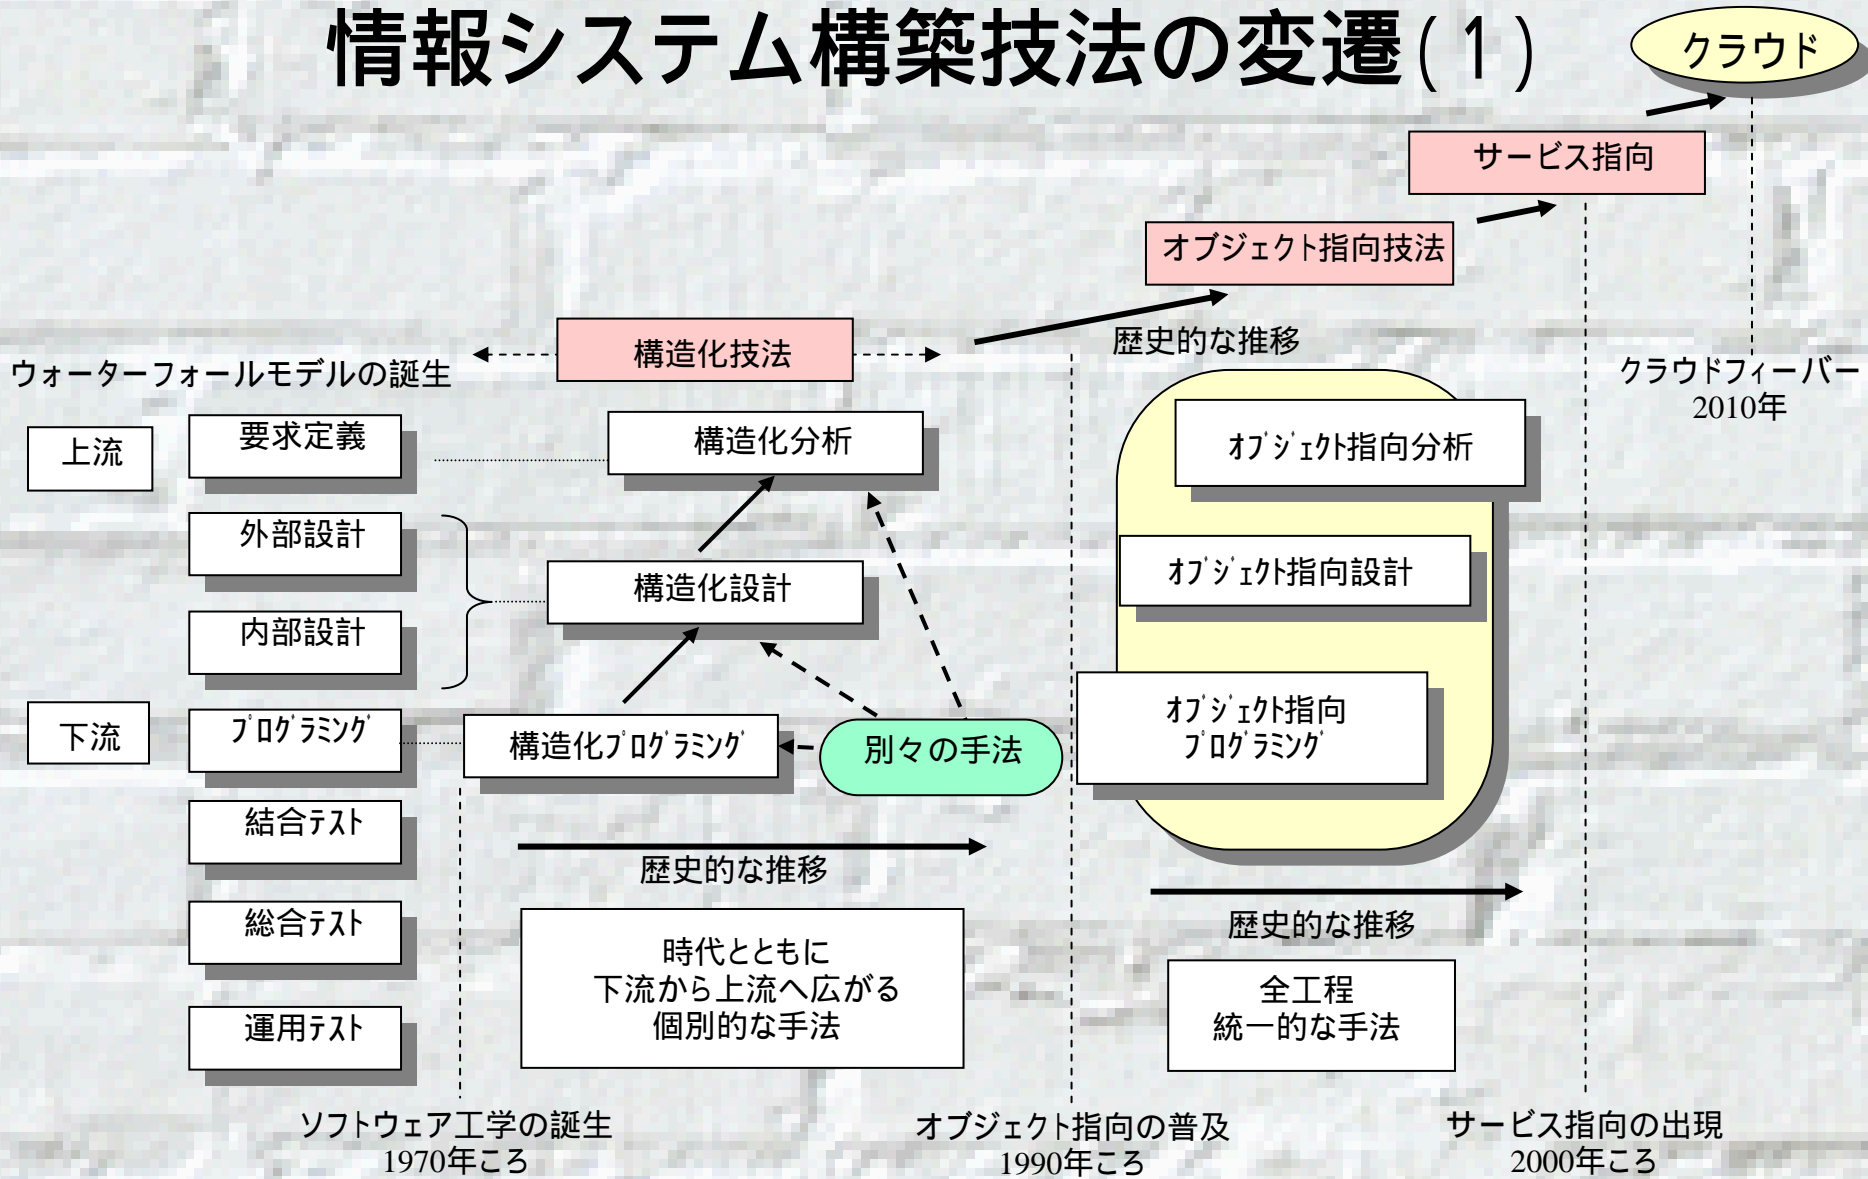 情報システム構築技法の変遷(1)
クラウド
サービス指向
オブジェクト指向技法
歴史的な推移
構造化技法
ウォーターフォールモデルの誕生
クラウドフィーバー
2010年
上流
要求定義
外部設計
内部設計
下流
ﾌﾟﾛｸﾞﾗﾐﾝｸﾞ
結合ﾃｽﾄ
総合ﾃｽﾄ
運用ﾃｽﾄ
構造化分析
構造化設計
構造化ﾌﾟﾛｸﾞﾗﾐﾝｸﾞ
別々の手法
歴史的な推移
時代とともに
下流から上流へ広がる
個別的な手法
ｵﾌﾞｼﾞｪｸﾄ指向分析
ｵﾌﾞｼﾞｪｸﾄ指向設計
ｵﾌﾞｼﾞｪｸﾄ指向
ﾌﾟﾛｸﾞﾗﾐﾝｸﾞ
歴史的な推移
全工程
統一的な手法
ソフトウェア工学の誕生
1970年ころ
オブジェクト指向の普及
1990年ころ
サービス指向の出現
2000年ころ